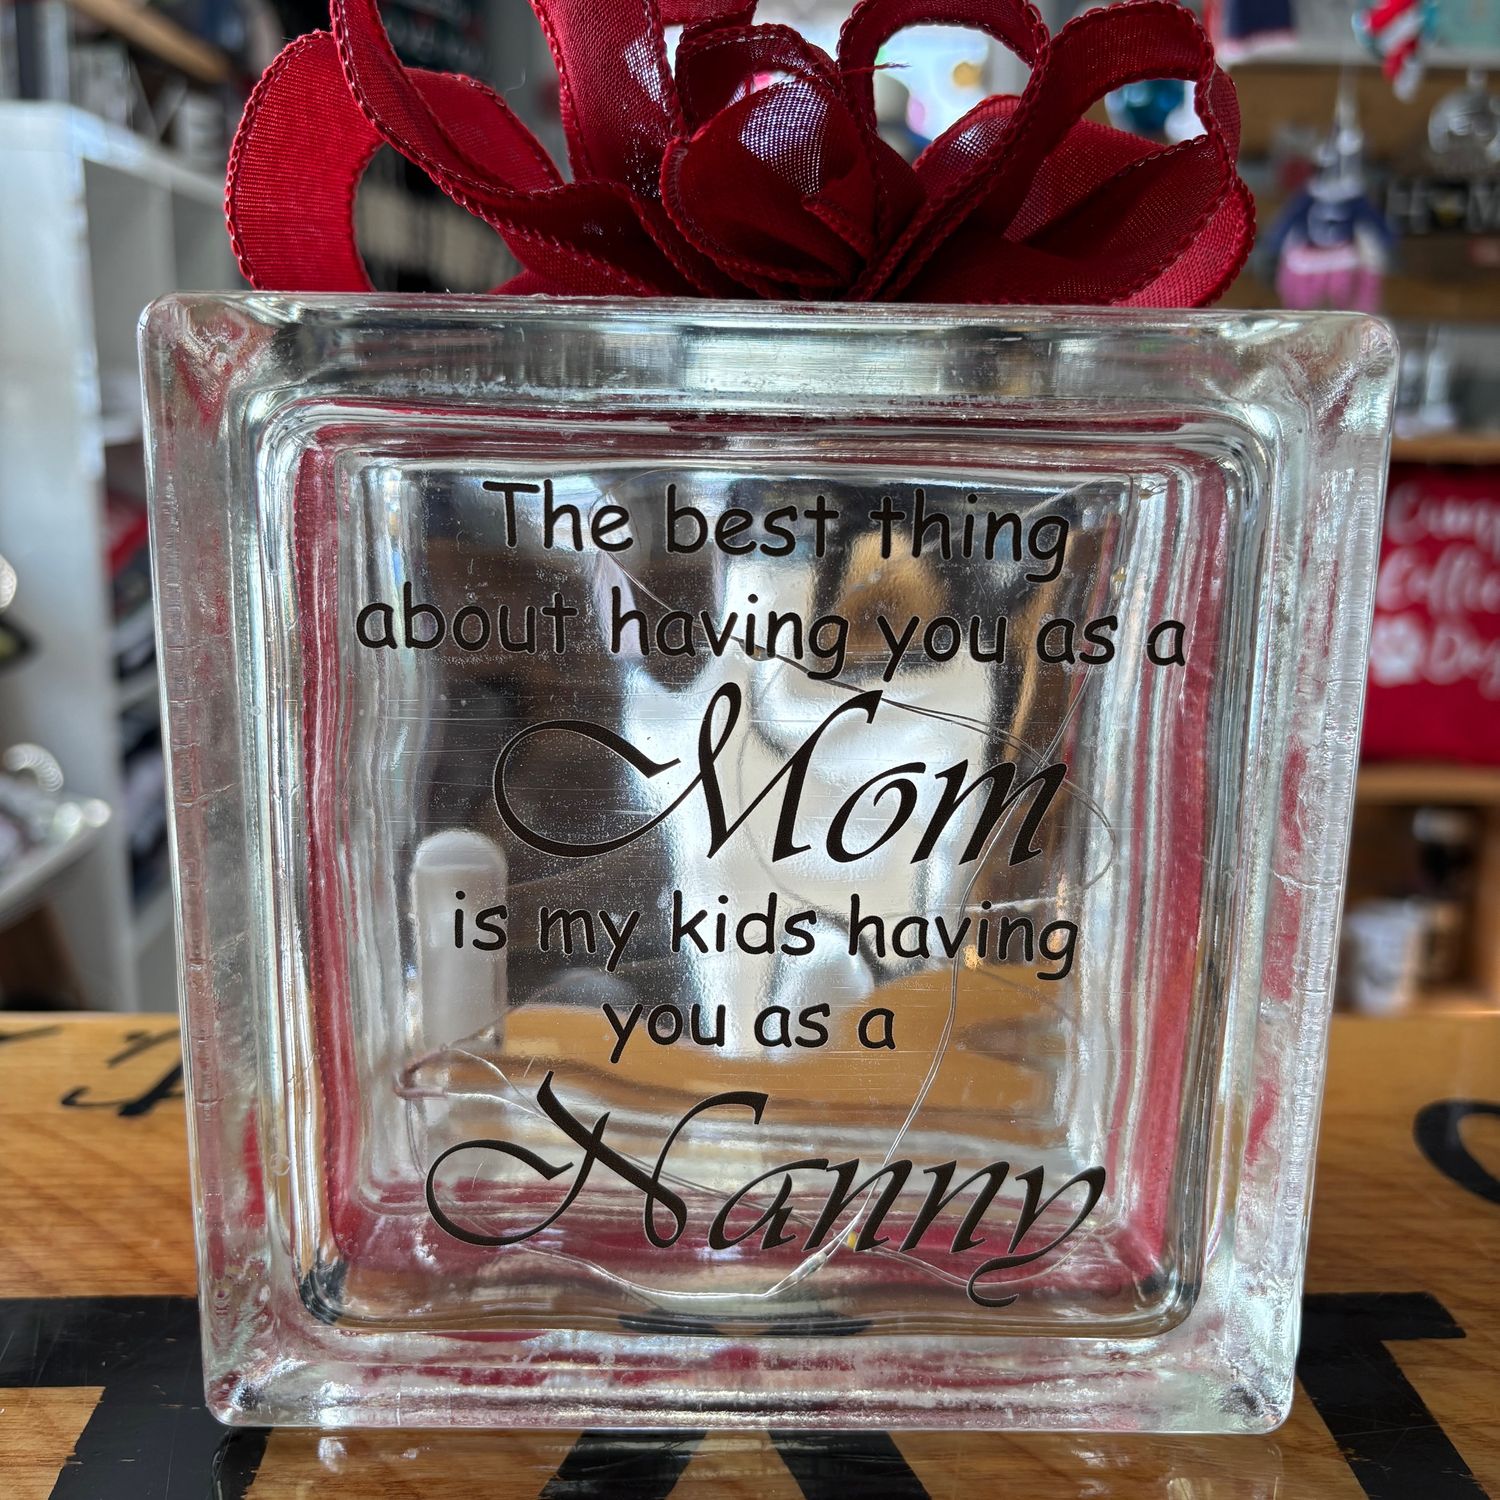 The best thing
about having you as a
Mom
is my kids having
you as a
Nanny